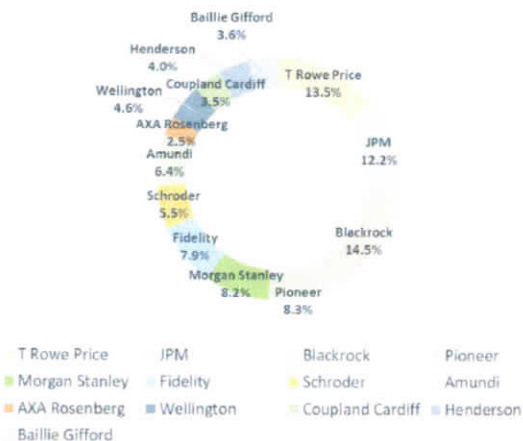 Baillie Gifford
3.6%
Henderson
4.0%
T Rowe Price
13.5%
Coupland Cardiff
3.5%
Wellington
4.6%
AXA Rosenberg
2.5%
JPM
12.2%
Amundi
6.4%
Schroder
5.5%
Blackrock
14.5%
Fidelity
7.9%
Morgan Stanley
8.2%
Pioneer
8.3%
T Rowe Price JPM Blackrock Pioneer
Morgan Stanley Fidelity Schroder Amundi
AXA Rosenberg Wellington Coupland Cardiff Henderson
Baillie Gifford